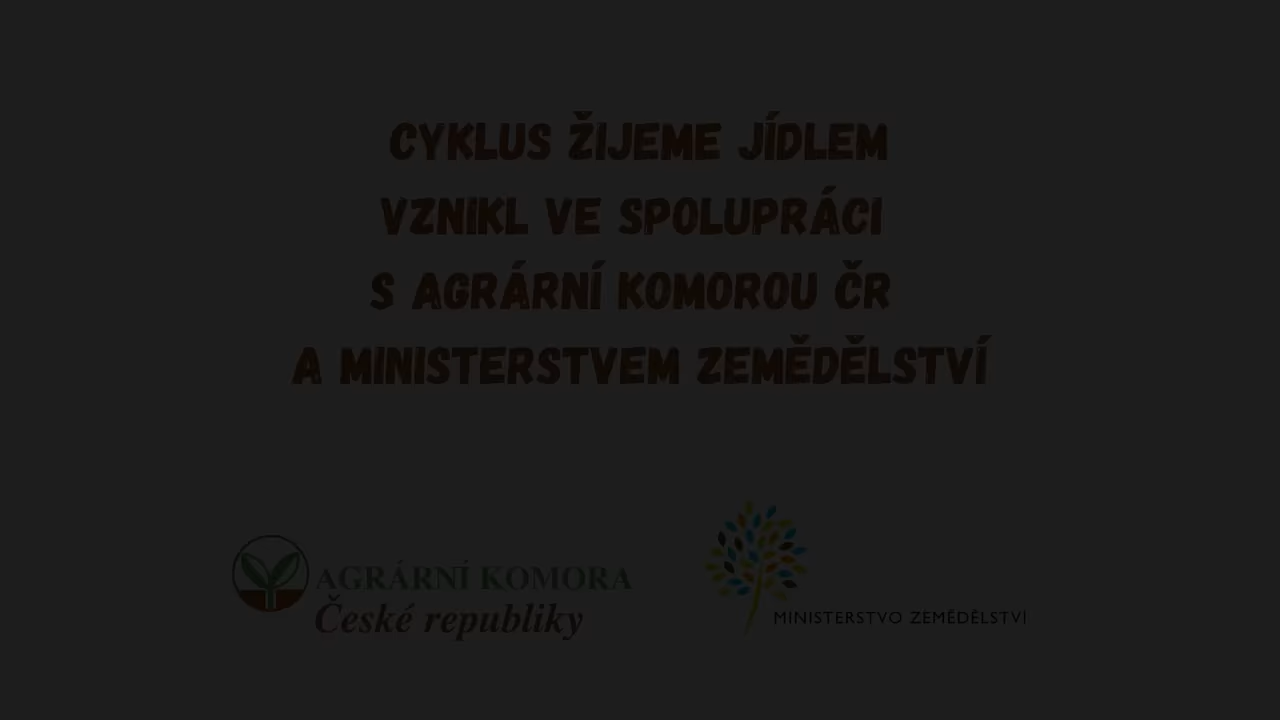 CYKLUS ŽIJEME JÍDLEM
VZNIKL VE SPOLUPRÁCI
S AGRÁRNÍ KOMOROU ČR
A MINISTERSTVEM ZEMĚDĚLSTVÍ
AGRÁRNÍ KOMORA
České republiky
MINISTERSTVO ZEMĚDĚLSTVÍ